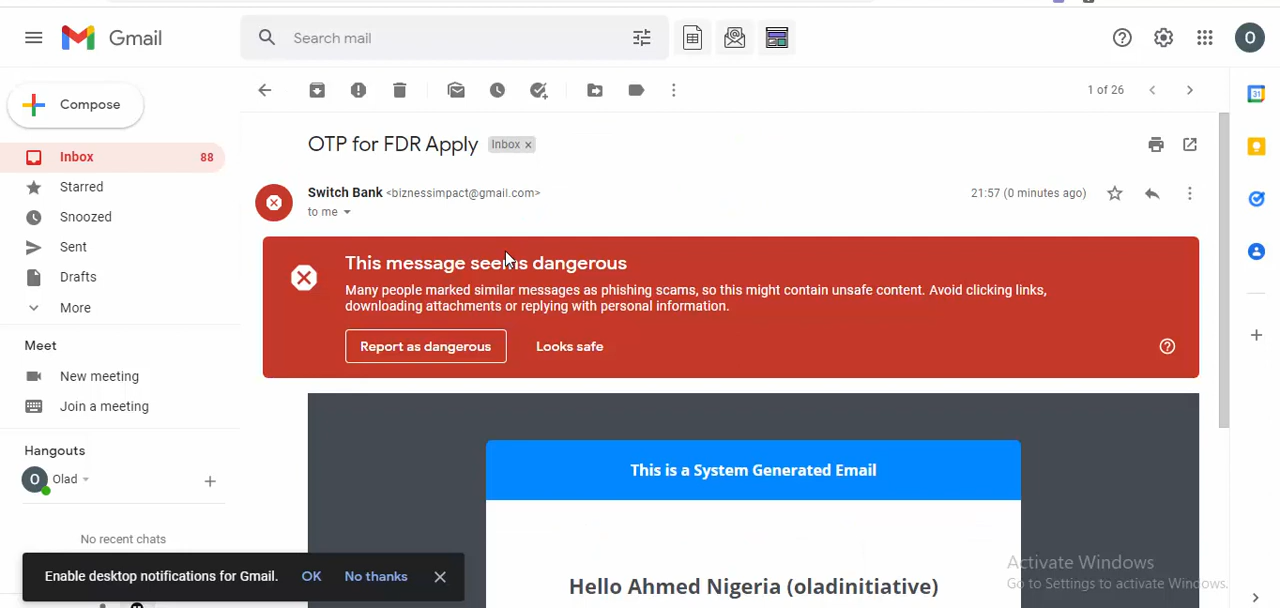 Gmail
Search mail
O
Compose
1 of 26
Inbox 88
OTP for FDR Apply Inbox ×
Starred
Switch Bank <biznessimpact@gmail.com> 21:57 (0 minutes ago)
to me
Snoozed
Sent
Drafts
More
This message seems dangerous
Many people marked similar messages as phishing scams, so this might contain unsafe content. Avoid clicking links,
downloading attachments or replying with personal information.
Report as dangerous Looks safe
Meet
New meeting
Join a meeting
Hangouts
O Olad
No recent chats
This is a System Generated Email
Hello Ahmed Nigeria (oladinitiative)
Enable desktop notifications for Gmail. OK No thanks
Activate Windows
Go to Settings to activate Windows.
31